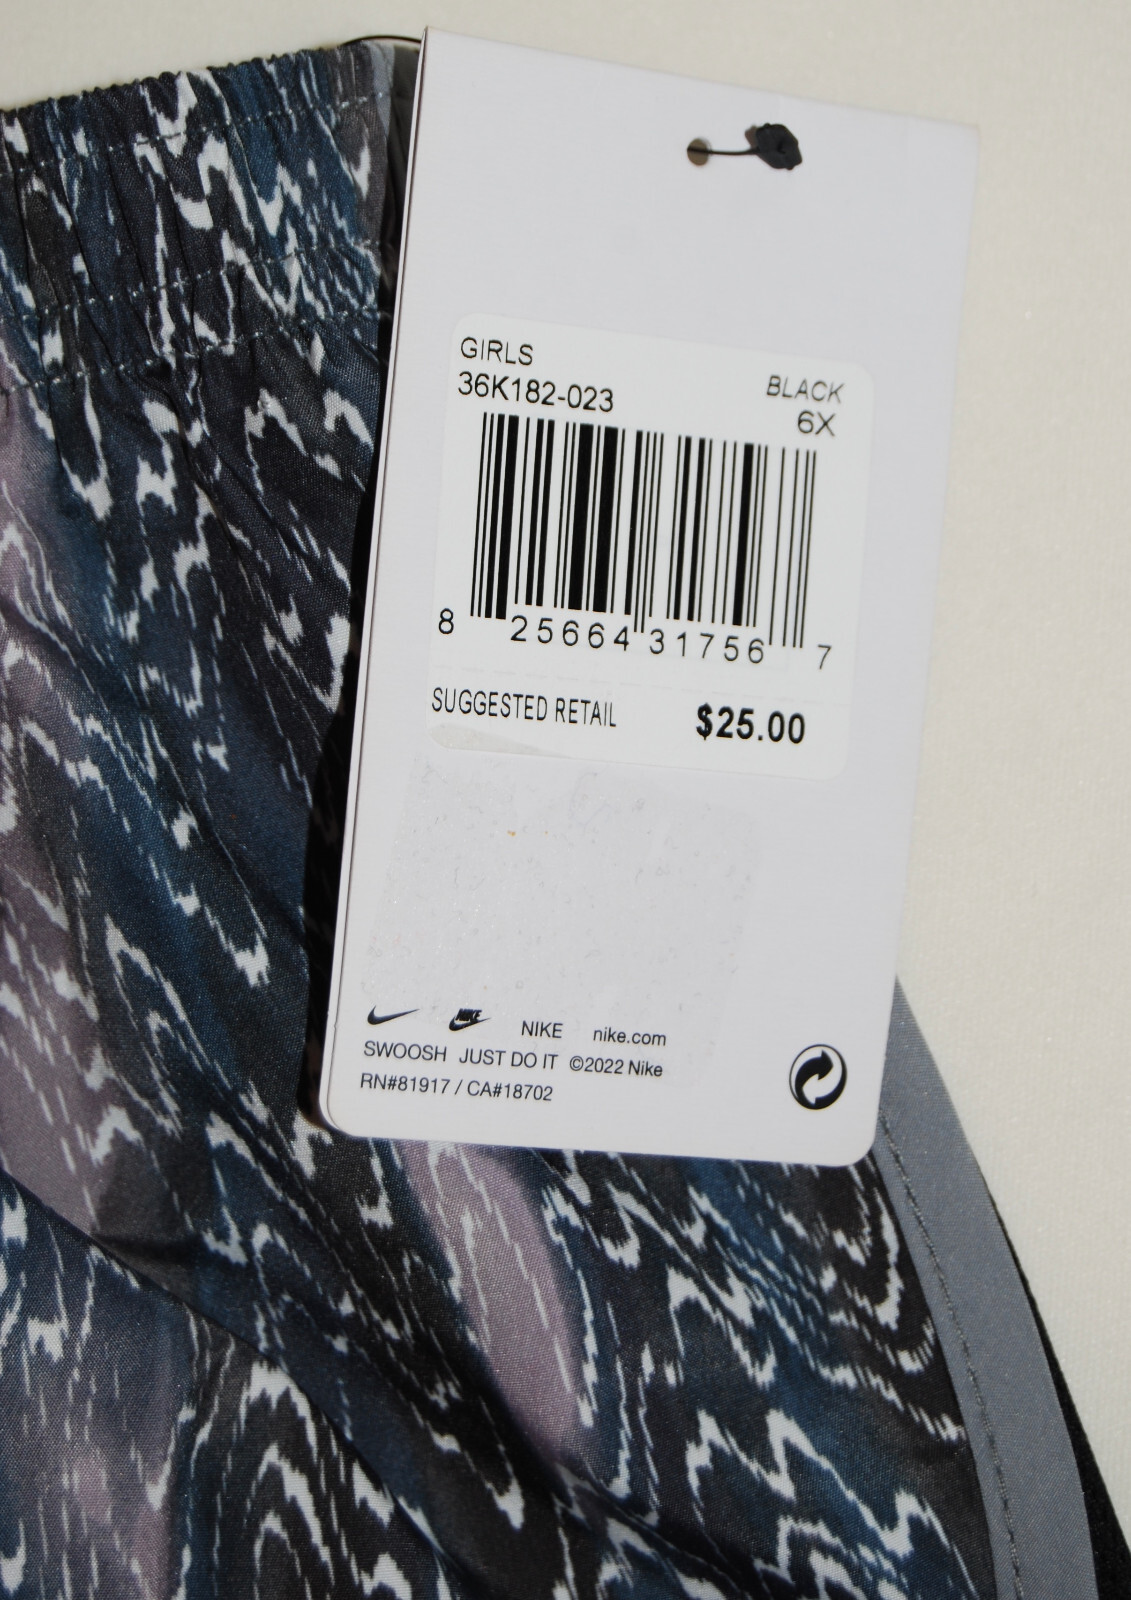 GIRLS
36K182-023
BLACK
6X
8 25664 31756 7
SUGGESTED RETAIL $25.00
NIKE NIKE nike.com
SWOOSH JUST DO IT ©2022 Nike
RN#81917 / CA#18702